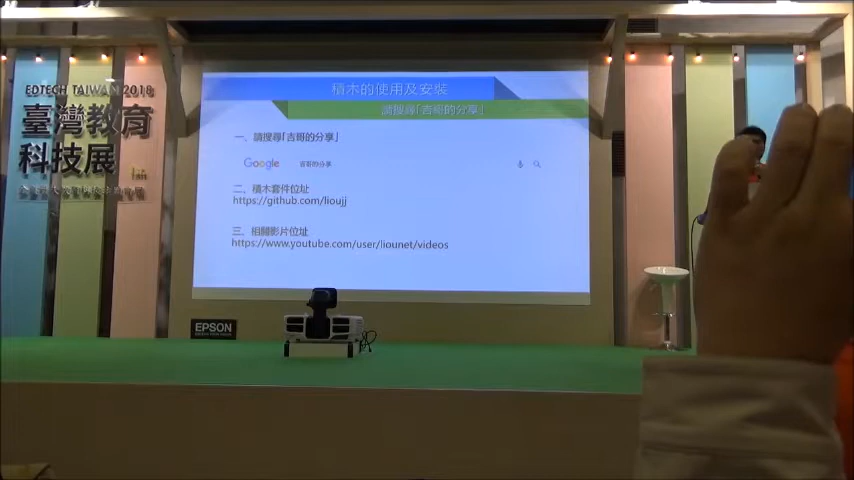 EDTECH TAIWAN 2018
臺灣教育
科技展
積木的使用及安裝
請搜尋「吉哥的分享」
一、請搜尋「吉哥的分享」
Google 吉哥的分享
二、積木套件位址
https://github.com/lioujj
三、相關影片位址
https://www.youtube.com/user/liounet/videos
EPSON